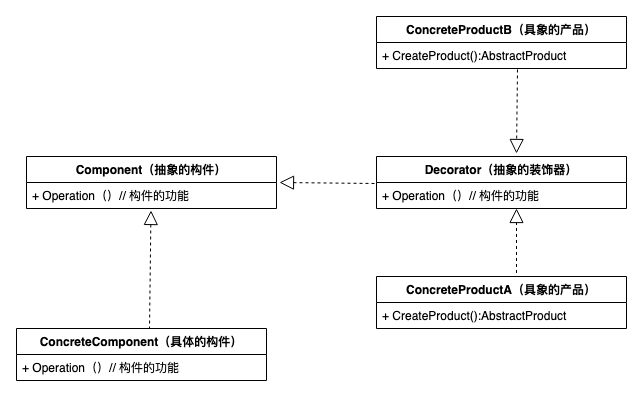 ConcreteProductB（具象的产品）
+ CreateProduct():AbstractProduct
Component（抽象的构件）
+ Operation（）// 构件的功能
Decorator（抽象的装饰器）
+ Operation（）// 构件的功能
ConcreteProductA（具象的产品）
+ CreateProduct():AbstractProduct
ConcreteComponent（具体的构件）
+ Operation（）// 构件的功能